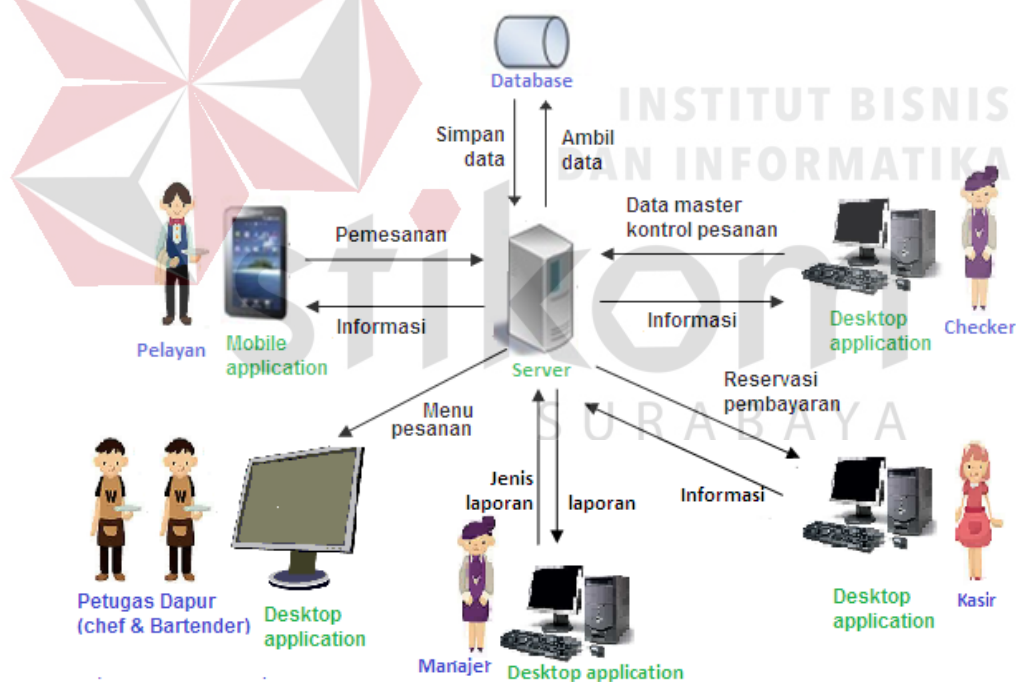 Database
INSTITUT BISNIS
DAN INFORMATIKA
stikom
SURABAYA
Simpan
data
Ambil
data
Data master
kontrol pesanan
Pemesanan
Informasi
Informasi
Pelayan
Mobile
application
Server
Desktop
application
Checker
Menu
pesanan
Reservasi
pembayaran
Jenis
laporan
laporan
Informasi
W
W
Petugas Dapur
(chef & Bartender)
Desktop
application
Manajer
Desktop application
Desktop
application
Kasir